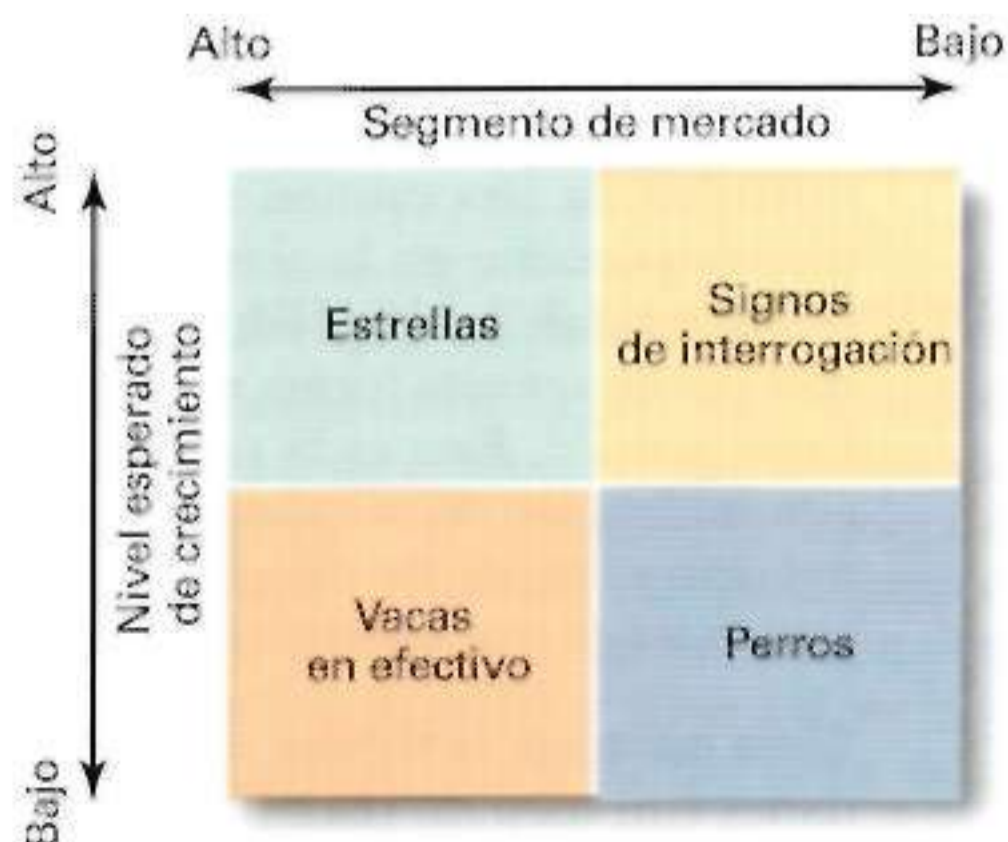 Alto
Bajo
Segmento de mercado
Alto
Nivel esperado
de crecimiento
Bajo
Estrellas
Signos
de interrogación
Vacas
en efectivo
Perros